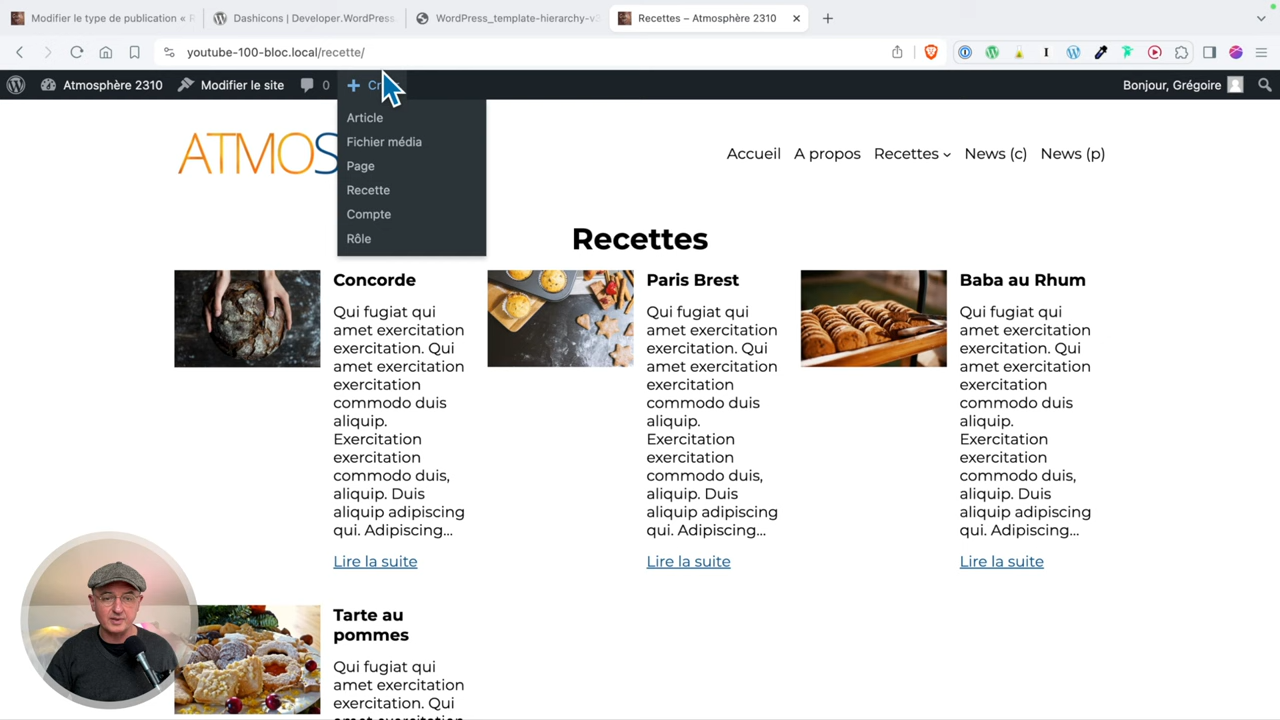 Modifier le type de publication « R
Dashicons | Developer.WordPress.
WordPress_template-hierarchy-v2
Recettes – Atmosphère 2310
youtube-100-bloc.local/recette/
Atmosphère 2310
Modifier le site
0
Bonjour, Grégoire
Article
Fichier média
Page
Recette
Compte
Rôle
ATMOS
Accueil
A propos
Recettes
News (c)
News (p)
Recettes
Concorde
Qui fugiat qui
amet exercitation
exercitation. Qui
amet exercitation
exercitation
commodo duis
aliquip.
Exercitation
exercitation
commodo duis,
aliquip. Duis
aliquip adipiscing
qui. Adipiscing...
Lire la suite
Paris Brest
Qui fugiat qui
amet exercitation
exercitation. Qui
amet exercitation
exercitation
commodo duis
aliquip.
Exercitation
exercitation
commodo duis,
aliquip. Duis
aliquip adipiscing
qui. Adipiscing...
Lire la suite
Baba au Rhum
Qui fugiat qui
amet exercitation
exercitation. Qui
amet exercitation
exercitation
commodo duis
aliquip.
Exercitation
exercitation
commodo duis,
aliquip. Duis
aliquip adipiscing
qui. Adipiscing...
Lire la suite
Tarte au
pommes
Qui fugiat qui
amet exercitation
exercitation. Qui